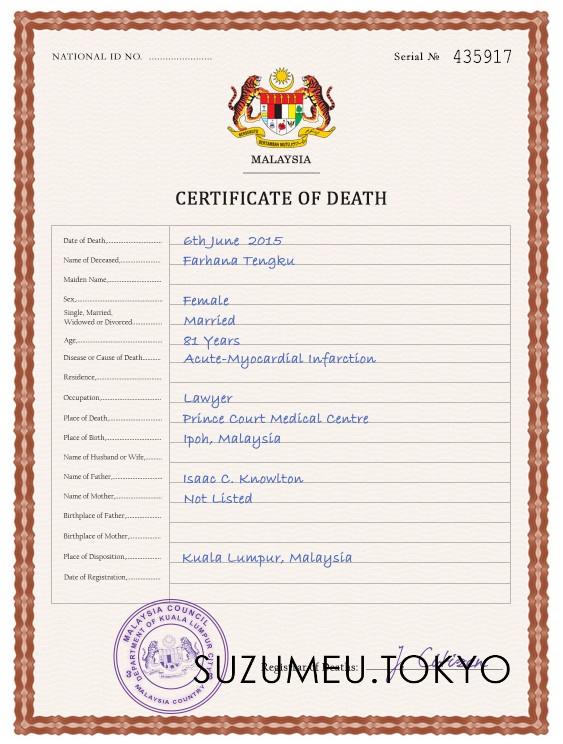 NATIONAL ID NO. ........................ Serial № 435917
MALAYSIA
CERTIFICATE OF DEATH
Date of Death, 6th June 2015
Name of Deceased, Farhana Tengku
Maiden Name,
Sex, Female
Single, Married,
Widowed or Divorced Married
Age, 81 Years
Disease or Cause of Death Acute-Myocardial Infarction
Residence,
Occupation, Lawyer
Place of Death, Prince Court Medical Centre
Place of Birth, Ipoh, Malaysia
Name of Husband or Wife,
Name of Father, Isaac C. Knowlton
Name of Mother, Not Listed
Birthplace of Father,
Birthplace of Mother,
Place of Disposition, Kuala Lumpur, Malaysia
Date of Registration,
MALAYSIA COUNCIL
DEPARTMENT OF KUALA LUMPUR CITY
MALAYSIA COUNTRY
Registrar of Deaths:
SUZUMEU.TOKYO